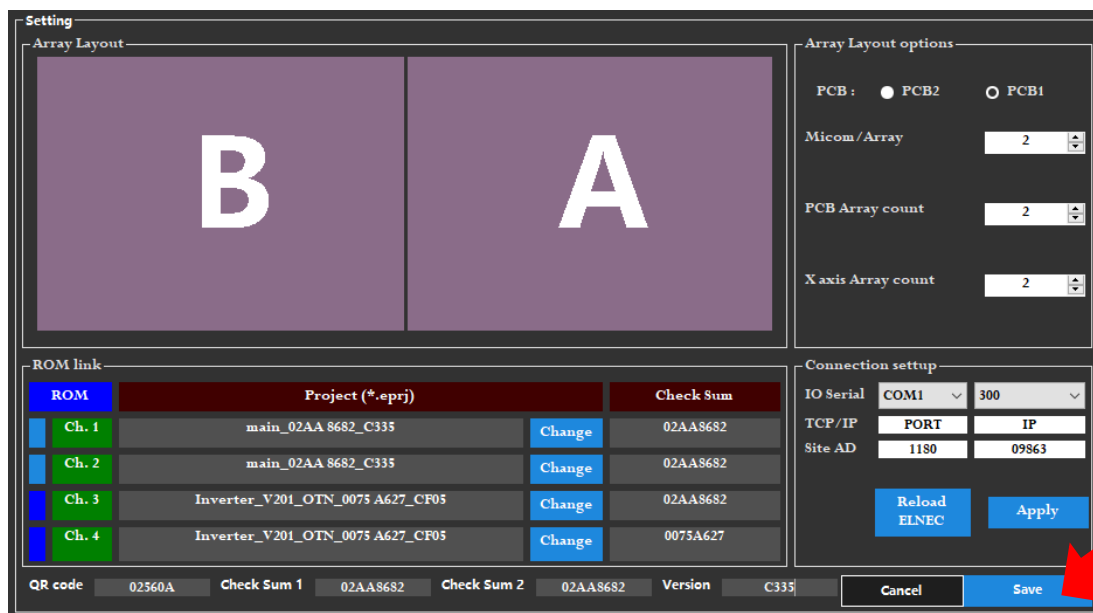 Setting
Array Layout
B
A
Array Layout options
PCB : PCB2 PCB1
Micom/Array 2
PCB Array count 2
X axis Array count 2
ROM link
ROM Project (*.eprj) Check Sum
Ch. 1 main_02AA 8682_C335 Change 02AA8682
Ch. 2 main_02AA 8682_C335 Change 02AA8682
Ch. 3 Inverter_V201_OTN_0075 A627_CF05 Change 02AA8682
Ch. 4 Inverter_V201_OTN_0075 A627_CF05 Change 0075A627
Connection settup
IO Serial COM1 300
TCP/IP PORT IP
Site AD 1180 09863
Reload ELNEC
Apply
QR code 02560A Check Sum 1 02AA8682 Check Sum 2 02AA8682 Version C335
Cancel
Save